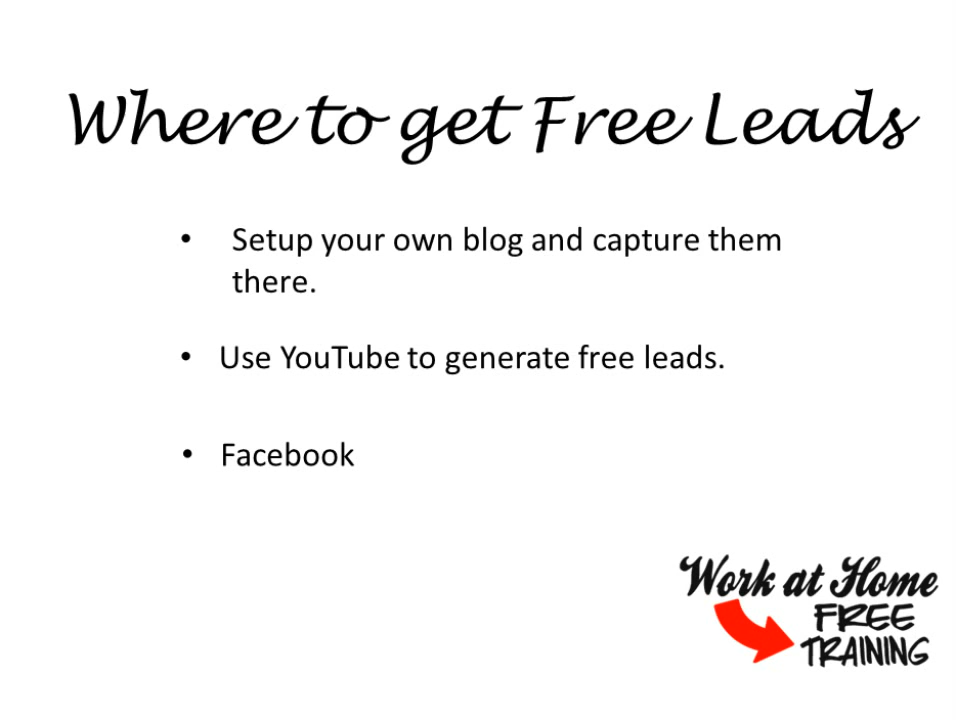 Where to get Free Leads
• Setup your own blog and capture them
there.
• Use YouTube to generate free leads.
• Facebook
Work at Home
FREE
TRAINING